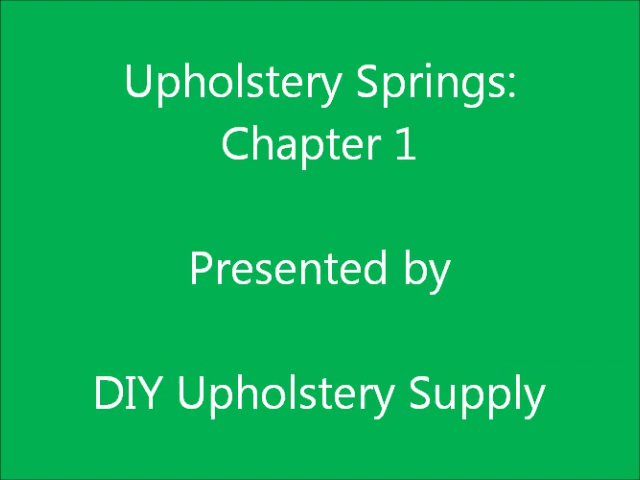 Upholstery Springs:
Chapter 1
Presented by
DIY Upholstery Supply